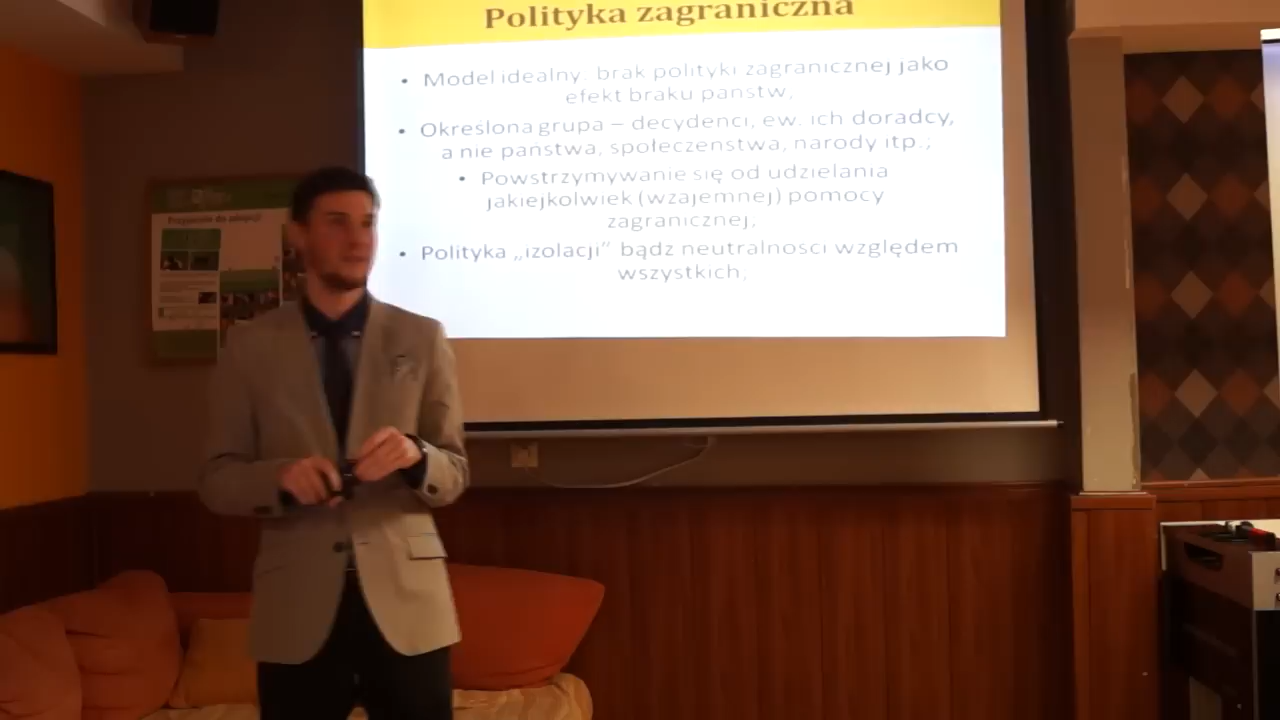 Polityka zagraniczna
• Model idealny: brak polityki zagranicznej jako
efekt braku państw;
• Określona grupa – decydenci, ew. ich doradcy,
a nie państwa, społeczeństwa, narody itp.;
• Powstrzymywanie się od udzielania
jakiejkolwiek (wzajemnej) pomocy
zagranicznej;
• Polityka „izolacji” bądź neutralności względem
wszystkich;